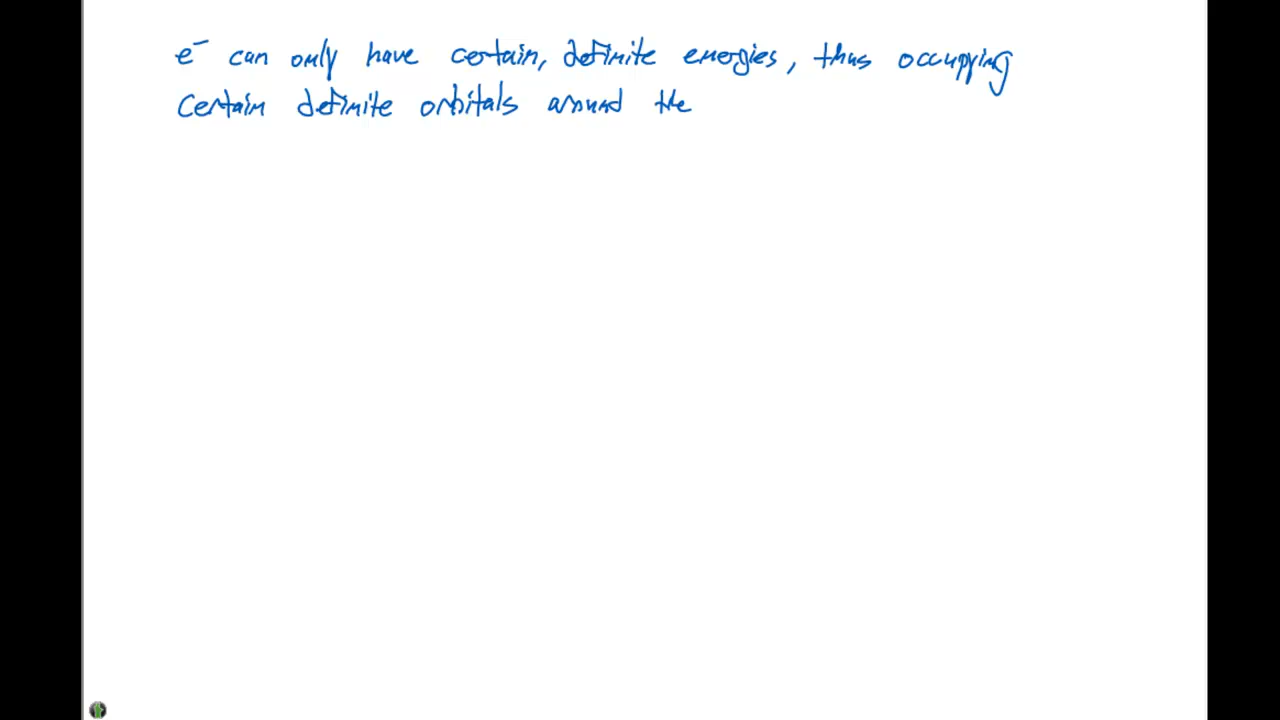 e⁻ can only have certain, definite energies, thus occupying
certain definite orbitals around the